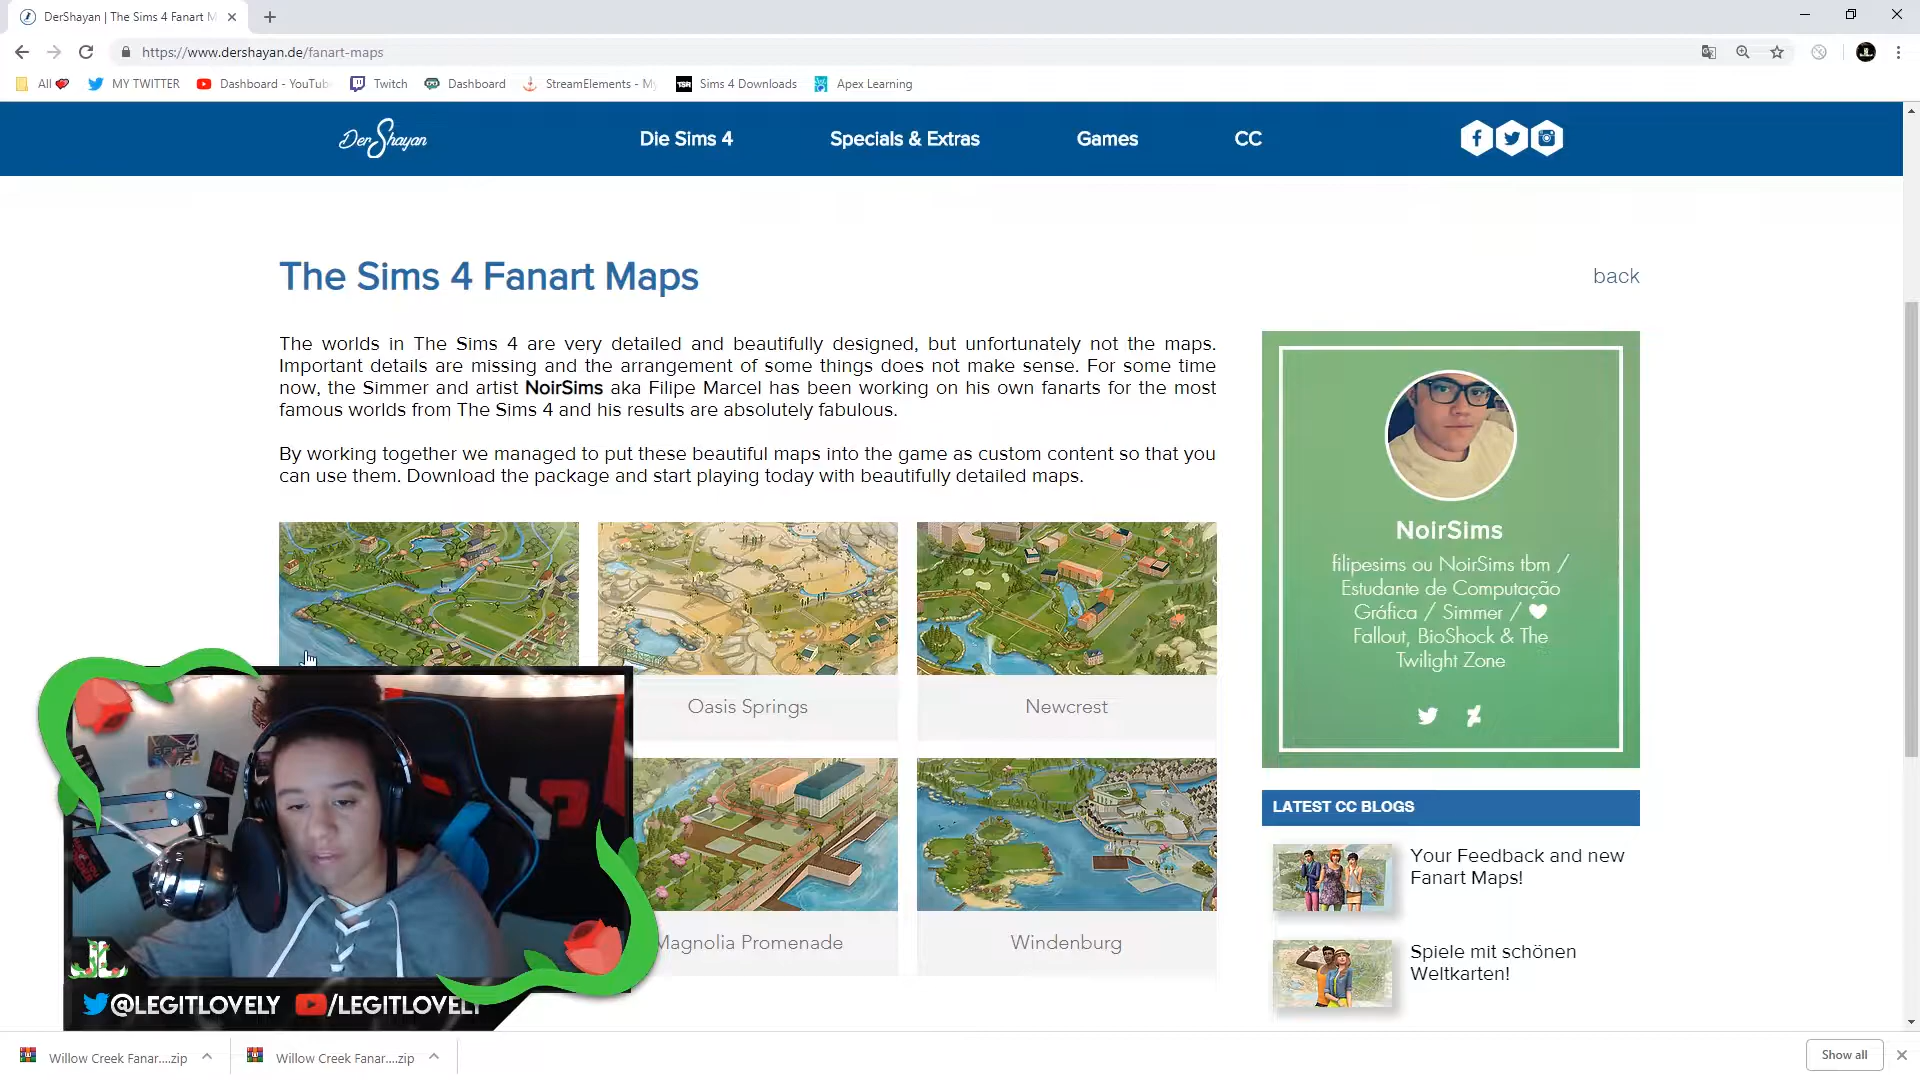 DerShayan | The Sims 4 Fanart M
https://www.dershayan.de/fanart-maps
All
MY TWITTER
Dashboard - YouTub
Twitch
Dashboard
StreamElements - My
TSR
Sims 4 Downloads
Apex Learning
DerShayan
Die Sims 4
Specials & Extras
Games
CC
The Sims 4 Fanart Maps
back
The worlds in The Sims 4 are very detailed and beautifully designed, but unfortunately not the maps.
Important details are missing and the arrangement of some things does not make sense. For some time
now, the Simmer and artist NoirSims aka Filipe Marcel has been working on his own fanarts for the most
famous worlds from The Sims 4 and his results are absolutely fabulous.
By working together we managed to put these beautiful maps into the game as custom content so that you
can use them. Download the package and start playing today with beautifully detailed maps.
Oasis Springs
Newcrest
Magnolia Promenade
Windenburg
NoirSims
filipesims ou NoirSims tbm /
Estudante de Computação
Gráfica / Simmer / ♥
Fallout, BioShock & The
Twilight Zone
LATEST CC BLOGS
Your Feedback and new
Fanart Maps!
Spiele mit schönen
Weltkarten!
JL
@LEGITLOVELY
/LEGITLOVELY
Willow Creek Fanar....zip
Willow Creek Fanar....zip
Show all